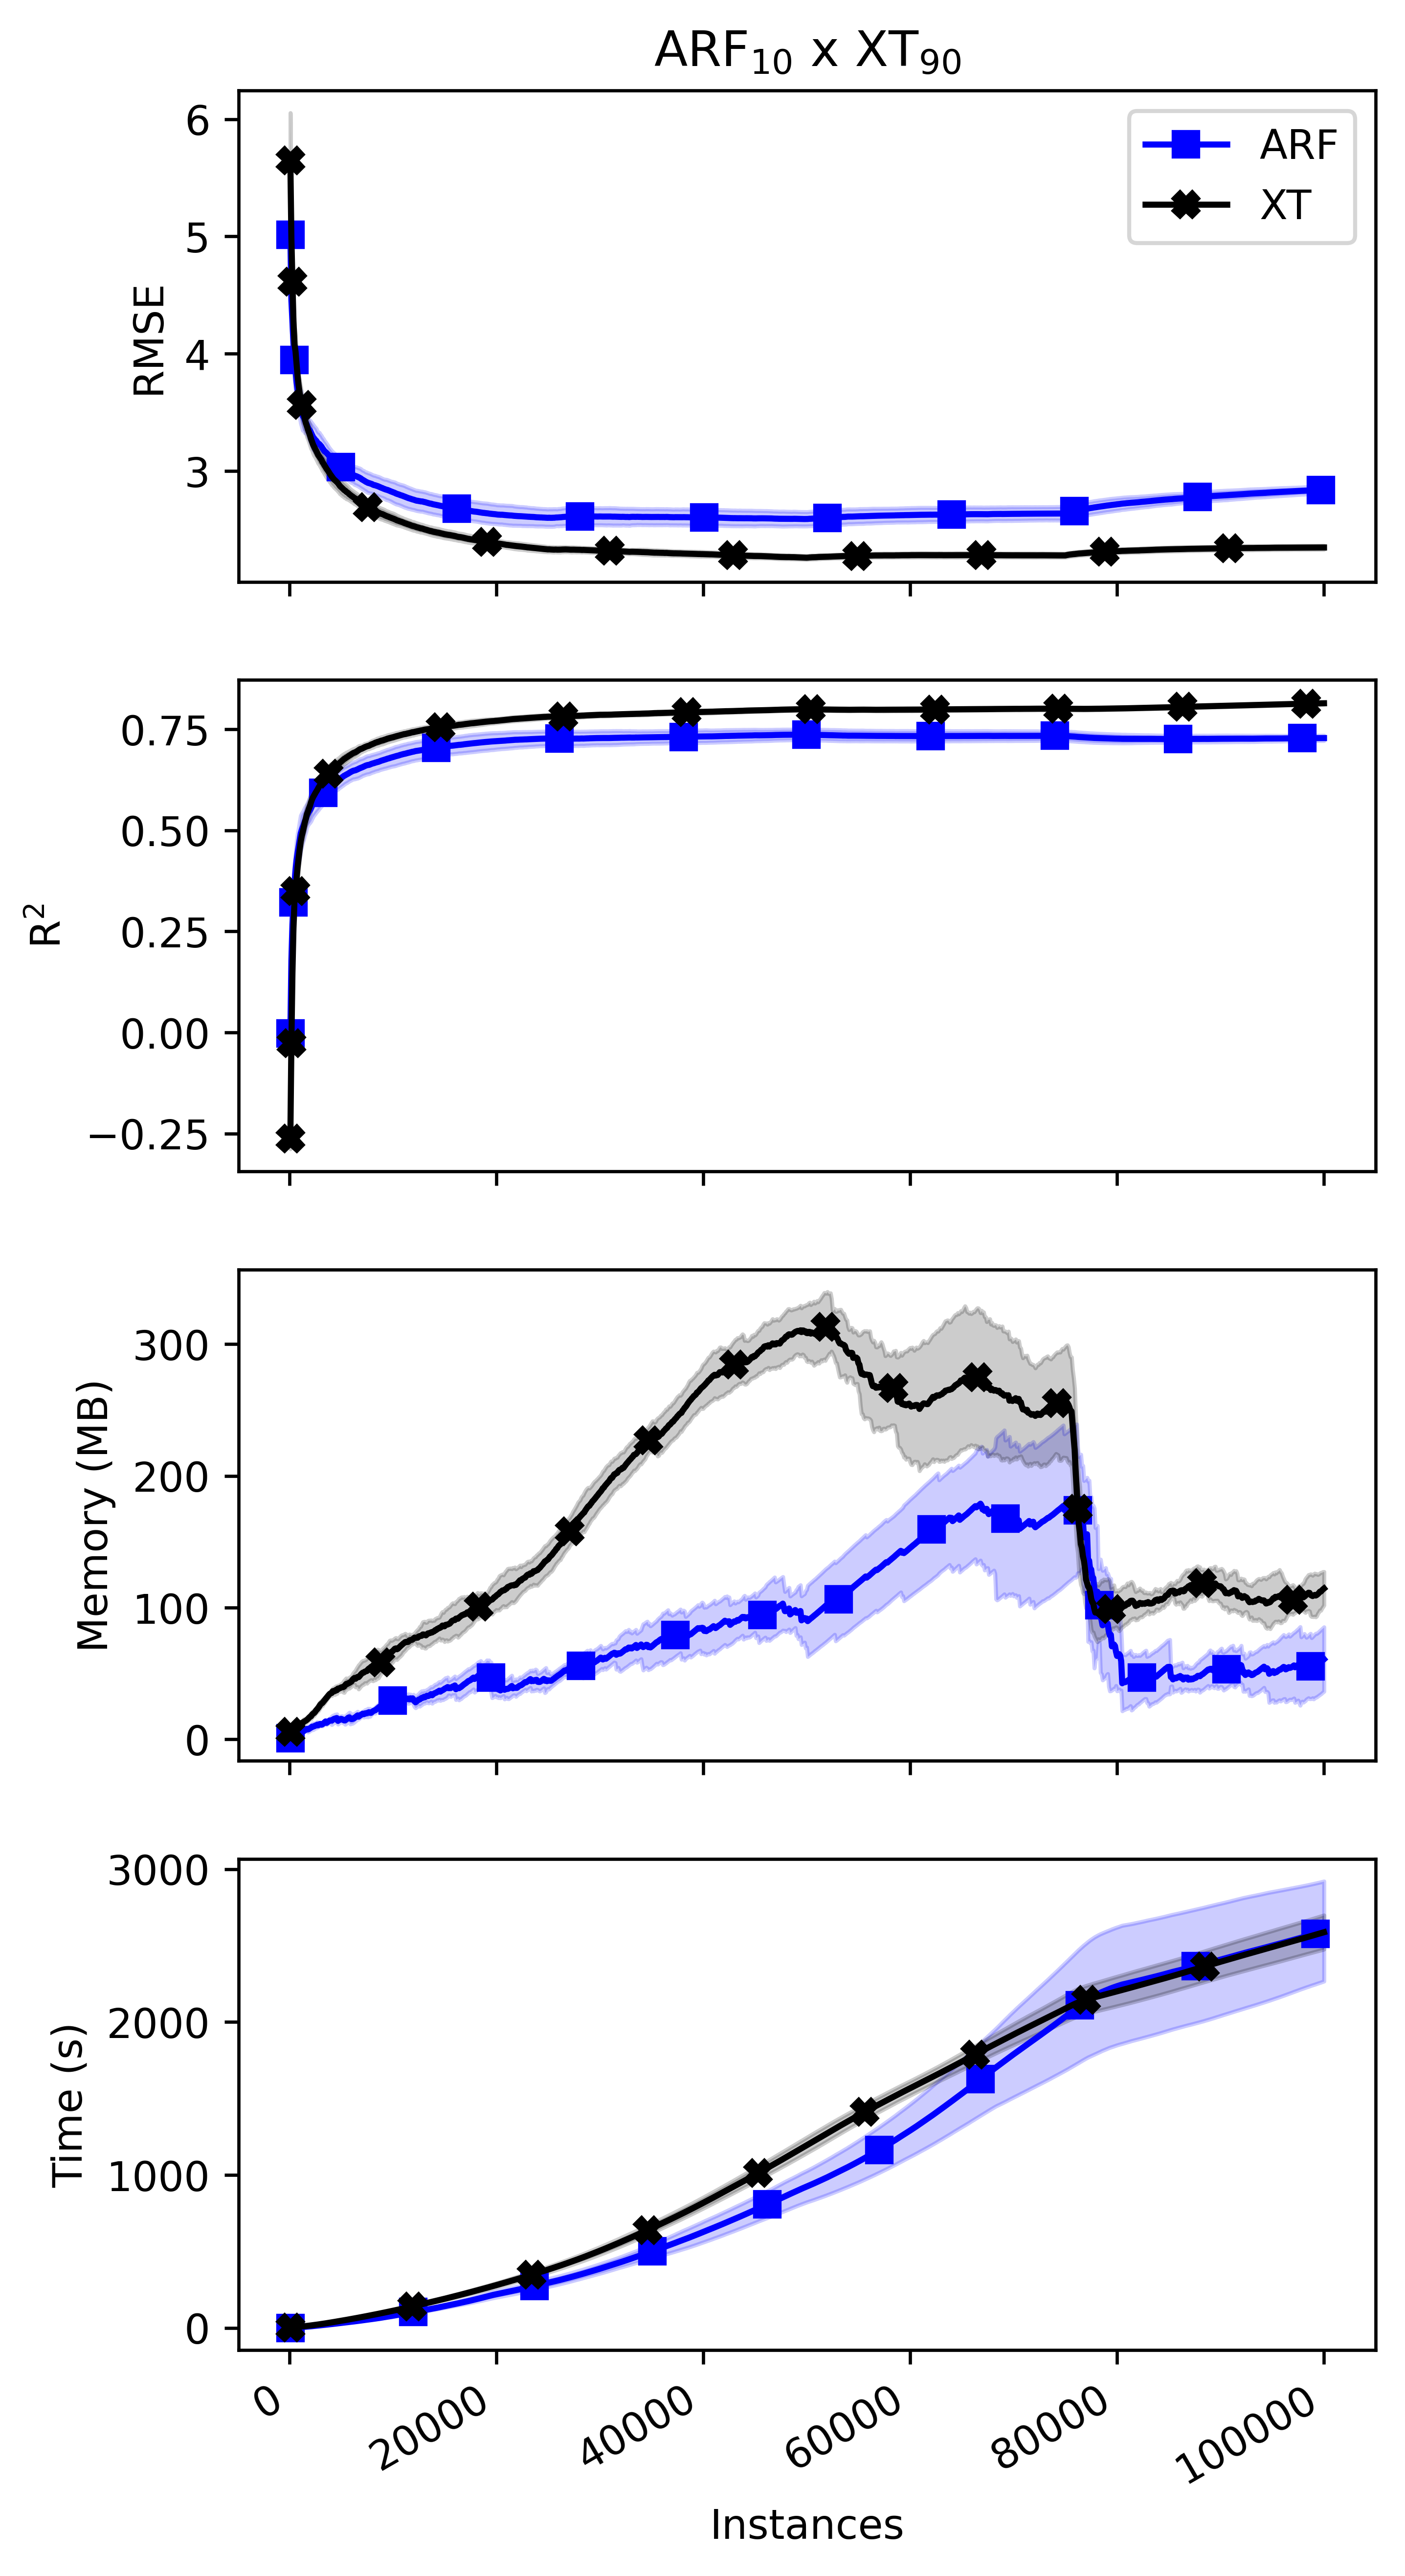 ARF₁₀ x XT₉₀
6
5
4
3
RMSE
ARF
XT
0.75
0.50
0.25
0.00
−0.25
R²
300
200
100
0
Memory (MB)
3000
2000
1000
0
Time (s)
0
20000
40000
60000
80000
100000
Instances